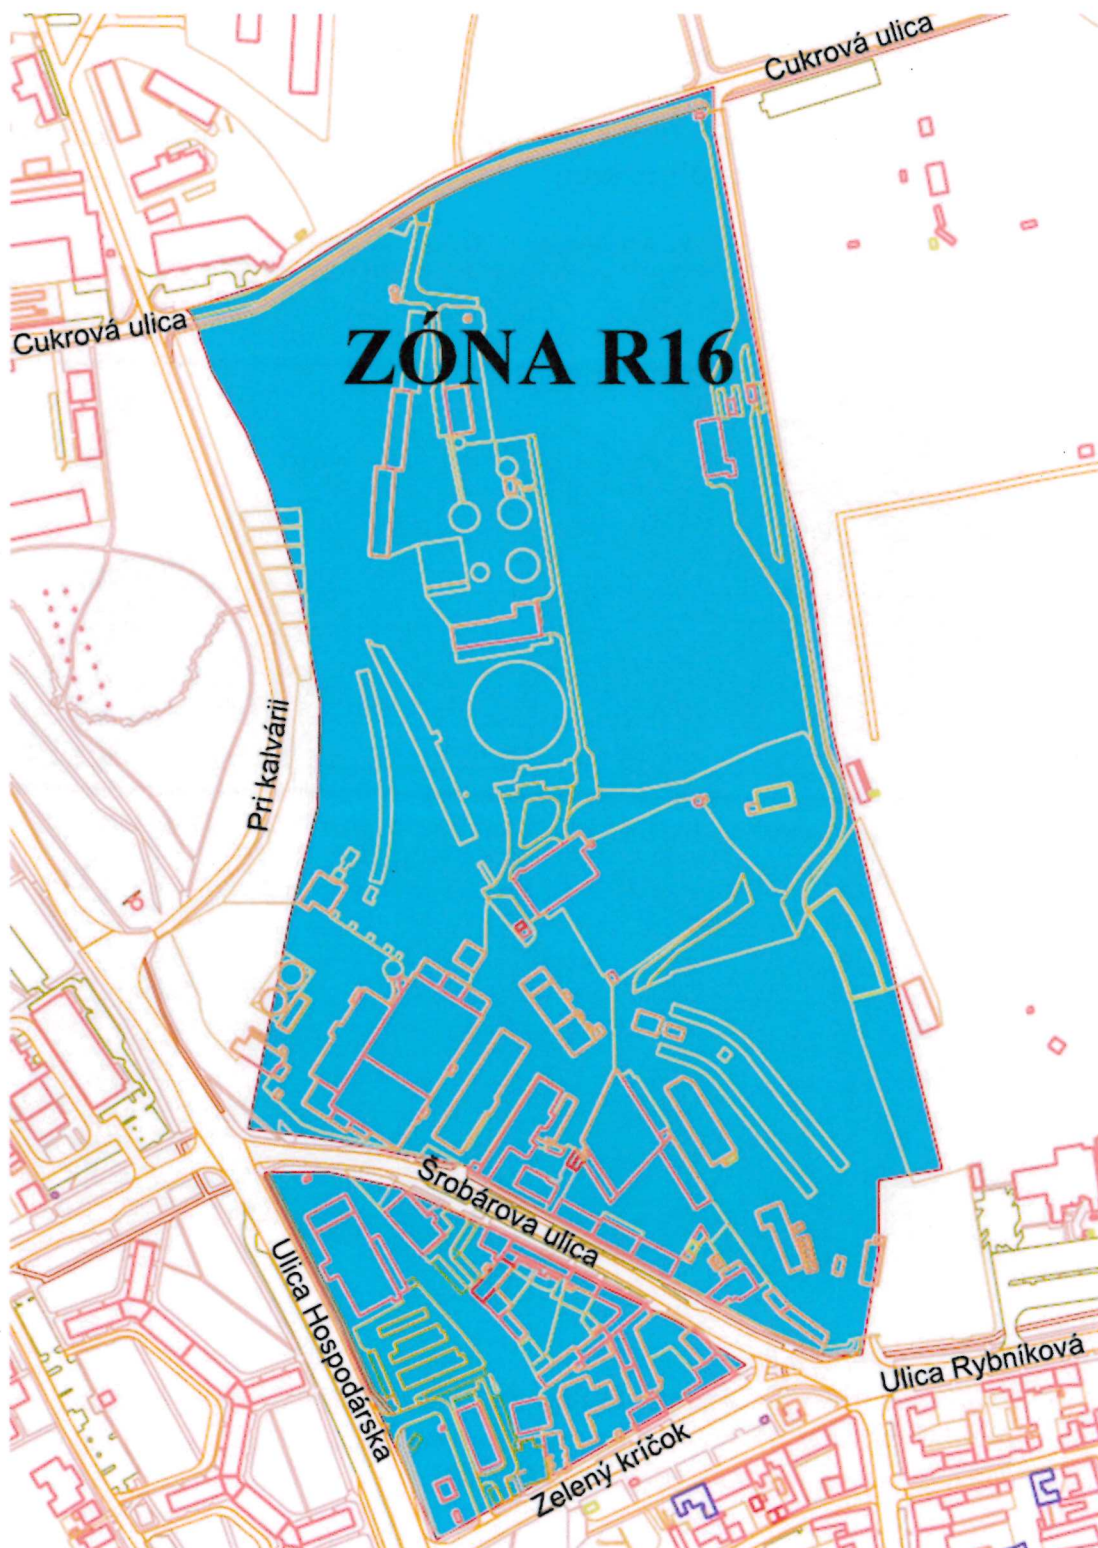 Cukrová ulica
Cukrová ulica
ZÓNA R16
Pri kalvárii
Šrobárova ulica
Ulica Hospodárska
Ulica Rybníková
Zelený kríčok